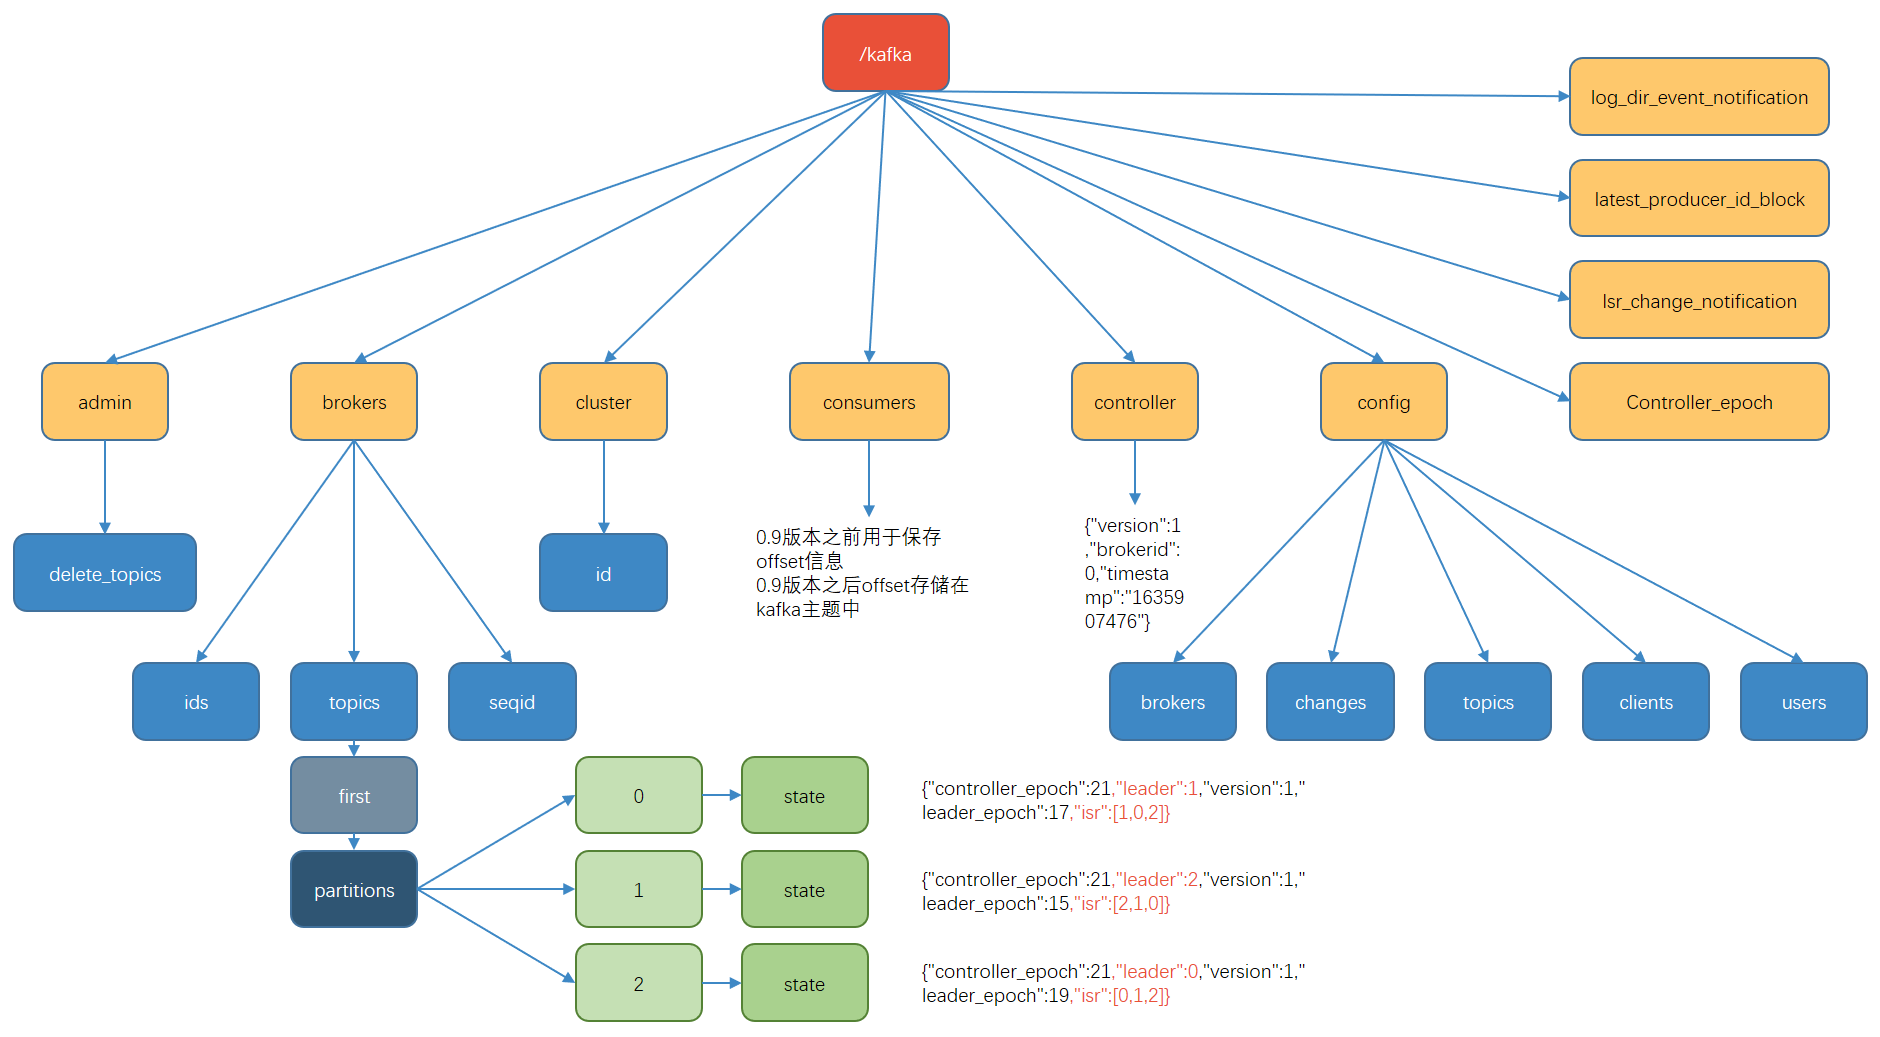 /kafka
log_dir_event_notification
latest_producer_id_block
lsr_change_notification
admin
brokers
cluster
consumers
controller
config
Controller_epoch
delete_topics
id
0.9版本之前用于保存
offset信息
0.9版本之后offset存储在
kafka主题中
{"version":1
,"brokerid":
0,"timesta
mp":"16359
07476"}
ids
topics
seqid
brokers
changes
topics
clients
users
first
0
state
{"controller_epoch":21,"leader":1,"version":1,"
leader_epoch":17,"isr":[1,0,2]}
partitions
1
state
{"controller_epoch":21,"leader":2,"version":1,"
leader_epoch":15,"isr":[2,1,0]}
2
state
{"controller_epoch":21,"leader":0,"version":1,"
leader_epoch":19,"isr":[0,1,2]}